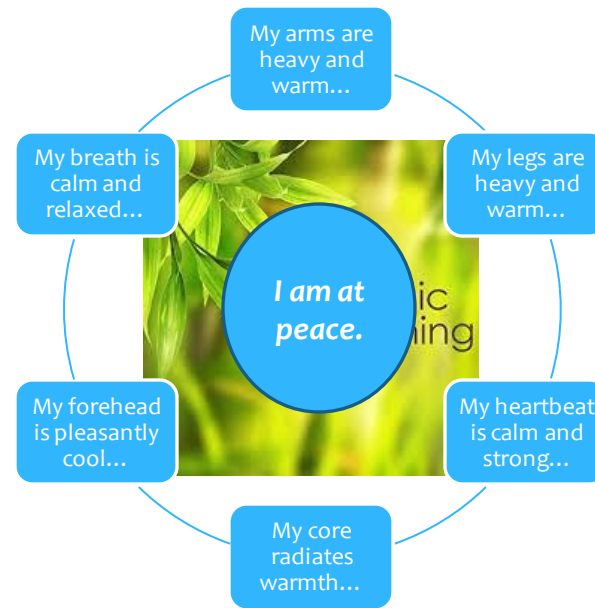 My arms are
heavy and
warm...
My legs are
heavy and
warm...
My heartbeat
is calm and
strong...
My core
radiates
warmth...
My forehead
is pleasantly
cool...
My breath is
calm and
relaxed...
I am at
peace.